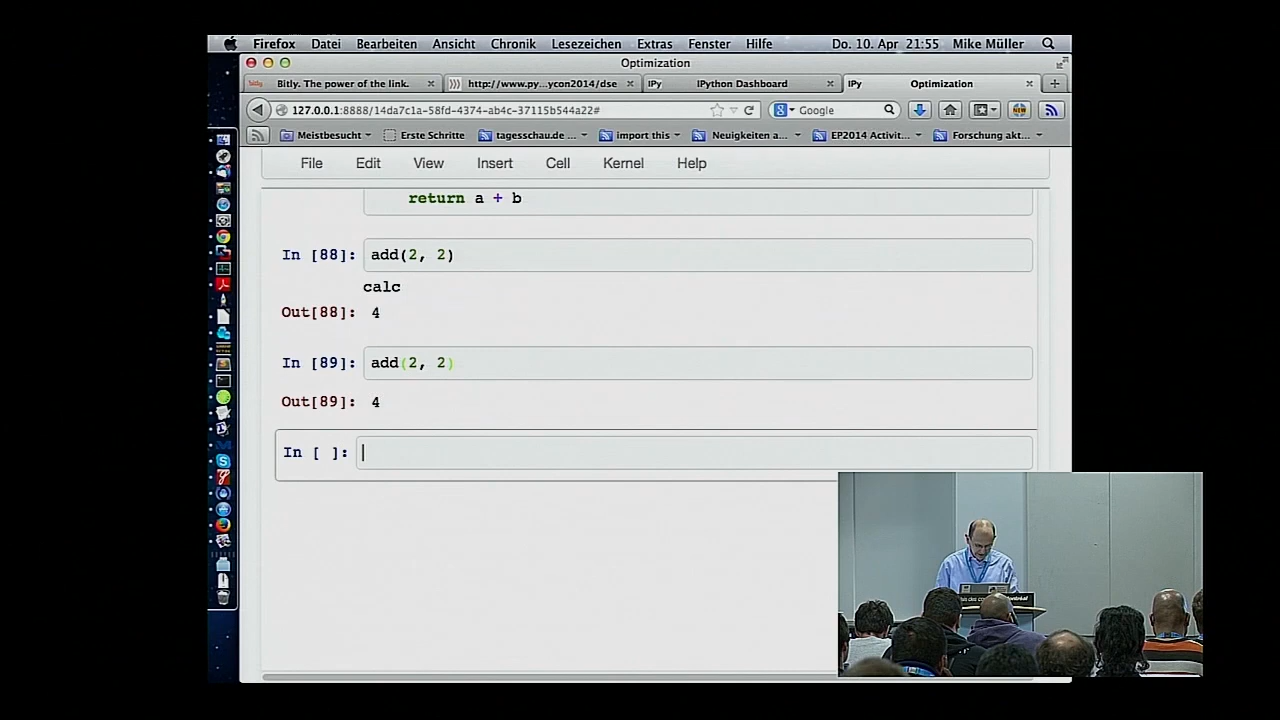 Firefox Datei Bearbeiten Ansicht Chronik Lesezeichen Extras Fenster Hilfe Do. 10. Apr 21:55 Mike Müller
Optimization
bitly Bitly. The power of the link. × http://www.py...ycon2014/dse IPy IPython Dashboard × IPy Optimization × +
127.0.0.1:8888/14da7c1a-58fd-4374-ab4c-37115b544a22# Google
Meistbesucht Erste Schritte tagesschau.de ... import this Neuigkeiten a... EP2014 Activit... Forschung akt...
File Edit View Insert Cell Kernel Help
return a + b
In [88]: add(2, 2)
calc
Out[88]: 4
In [89]: add(2, 2)
Out[89]: 4
In [ ]: